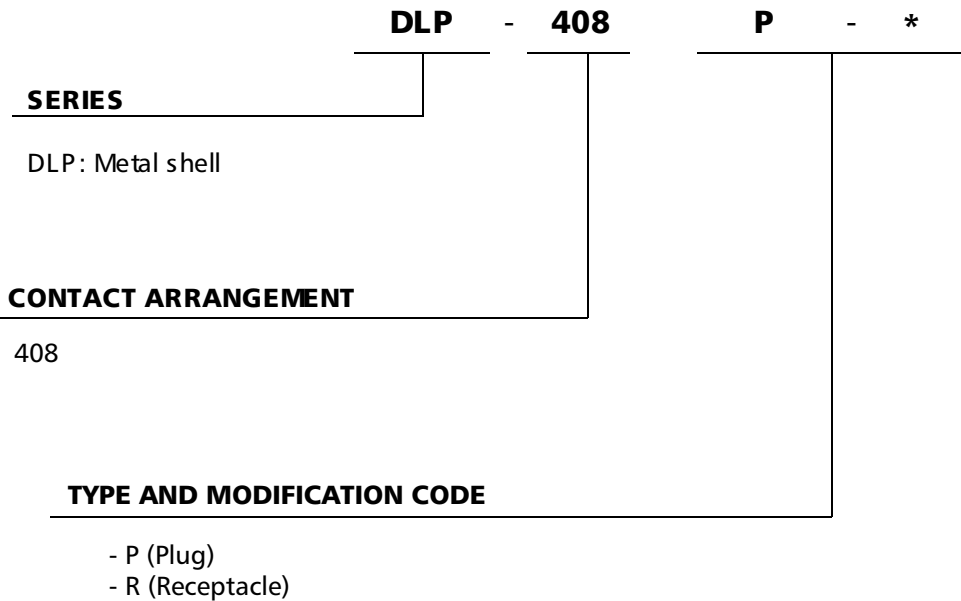 DLP - 408 P - *
SERIES
DLP: Metal shell
CONTACT ARRANGEMENT
408
TYPE AND MODIFICATION CODE
- P (Plug)
- R (Receptacle)